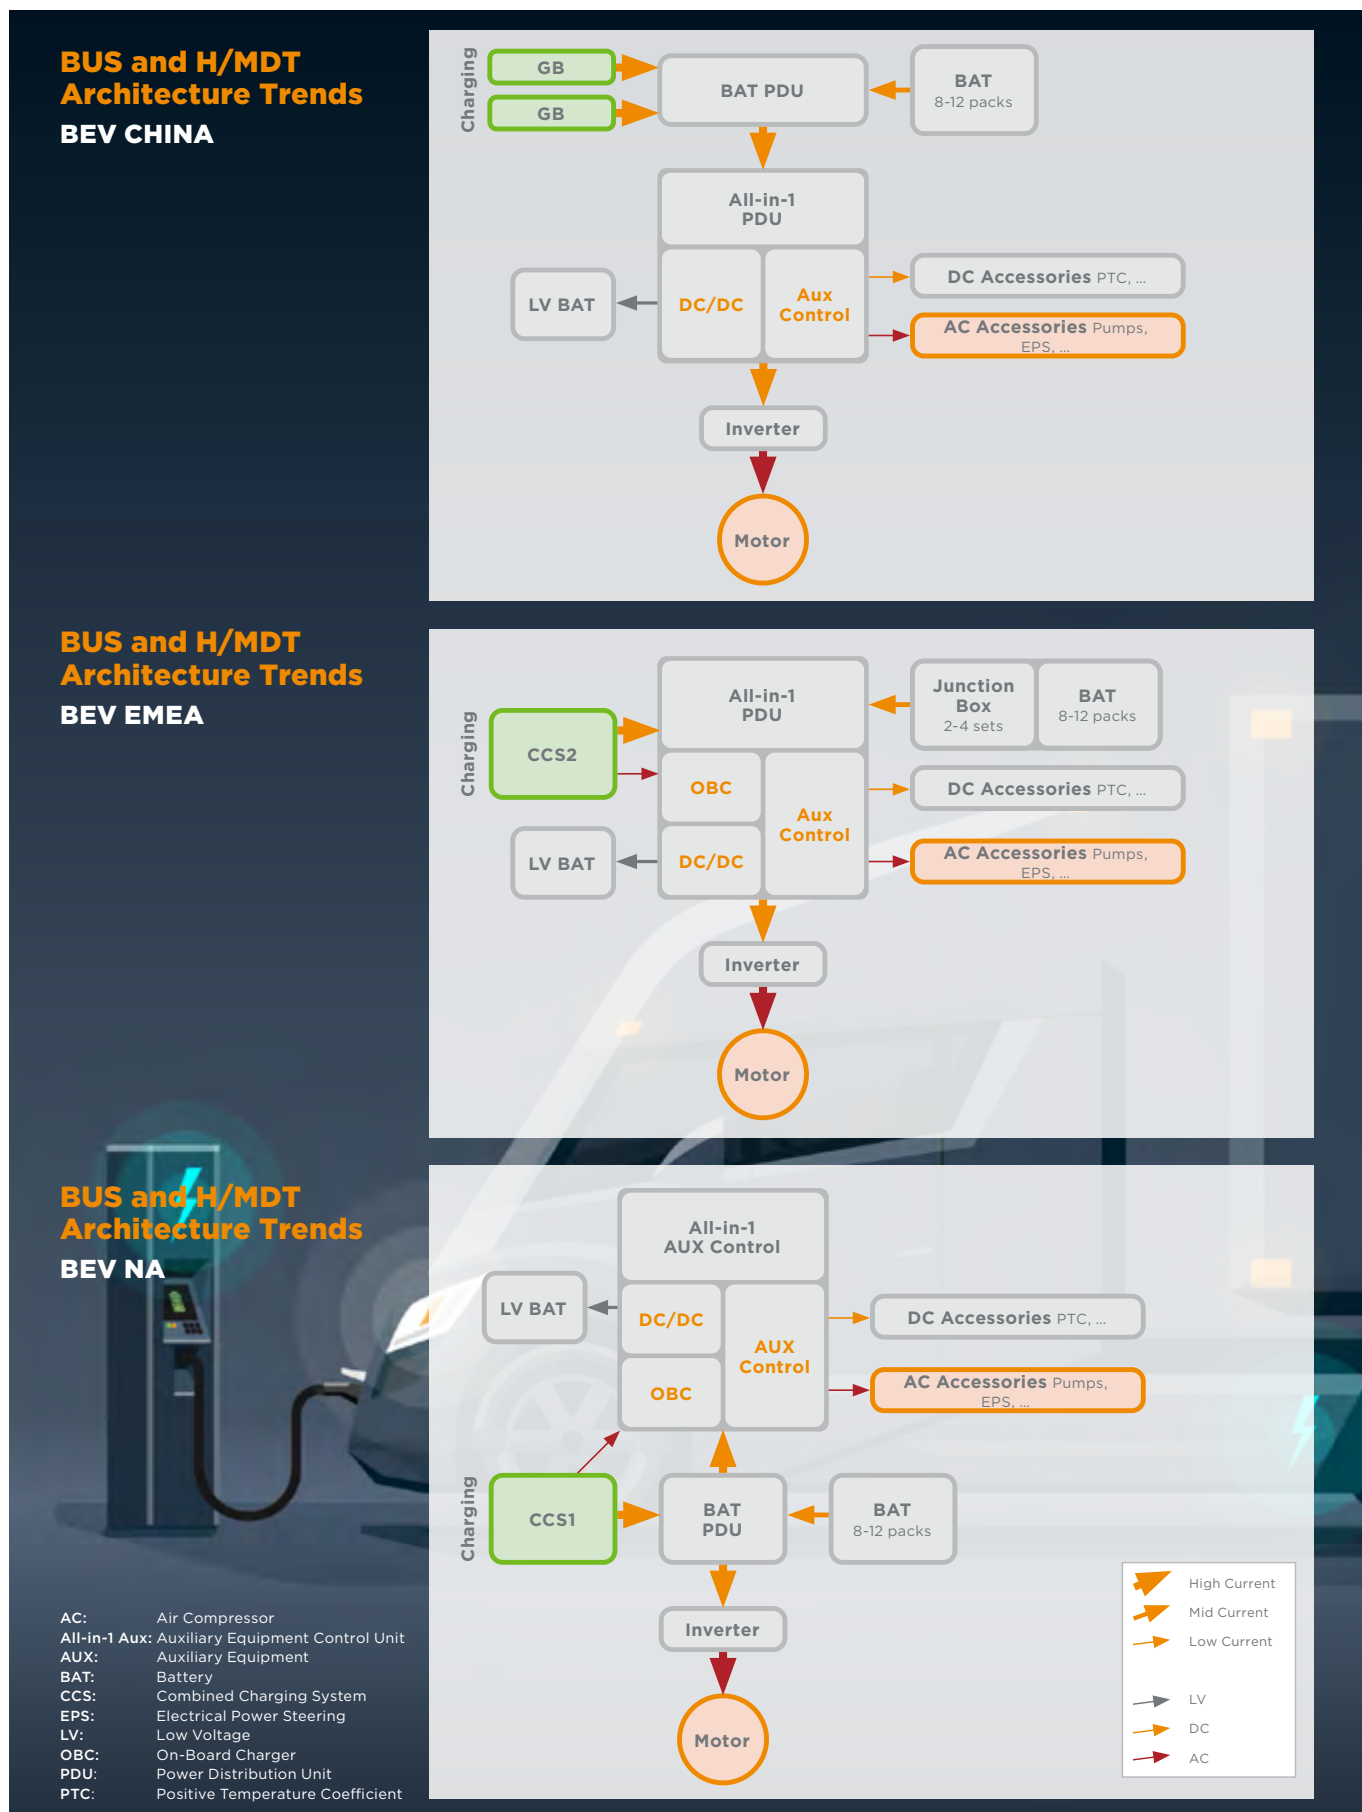 BUS and H/MDT
Architecture Trends
BEV CHINA
Charging
GB
GB
BAT PDU
BAT
8-12 packs
All-in-1
PDU
LV BAT
DC/DC
Aux
Control
DC Accessories PTC, ...
AC Accessories Pumps,
EPS, ...
Inverter
Motor
BUS and H/MDT
Architecture Trends
BEV EMEA
Charging
CCS2
All-in-1
PDU
Junction
Box
2-4 sets
BAT
8-12 packs
OBC
Aux
Control
DC Accessories PTC, ...
LV BAT
DC/DC
AC Accessories Pumps,
EPS, ...
Inverter
Motor
BUS and H/MDT
Architecture Trends
BEV NA
All-in-1
AUX Control
LV BAT
DC/DC
AUX
Control
OBC
DC Accessories PTC, ...
AC Accessories Pumps,
EPS, ...
Charging
CCS1
BAT
PDU
BAT
8-12 packs
Inverter
Motor
High Current
Mid Current
Low Current
LV
DC
AC
AC: Air Compressor
All-in-1 Aux: Auxiliary Equipment Control Unit
AUX: Auxiliary Equipment
BAT: Battery
CCS: Combined Charging System
EPS: Electrical Power Steering
LV: Low Voltage
OBC: On-Board Charger
PDU: Power Distribution Unit
PTC: Positive Temperature Coefficient